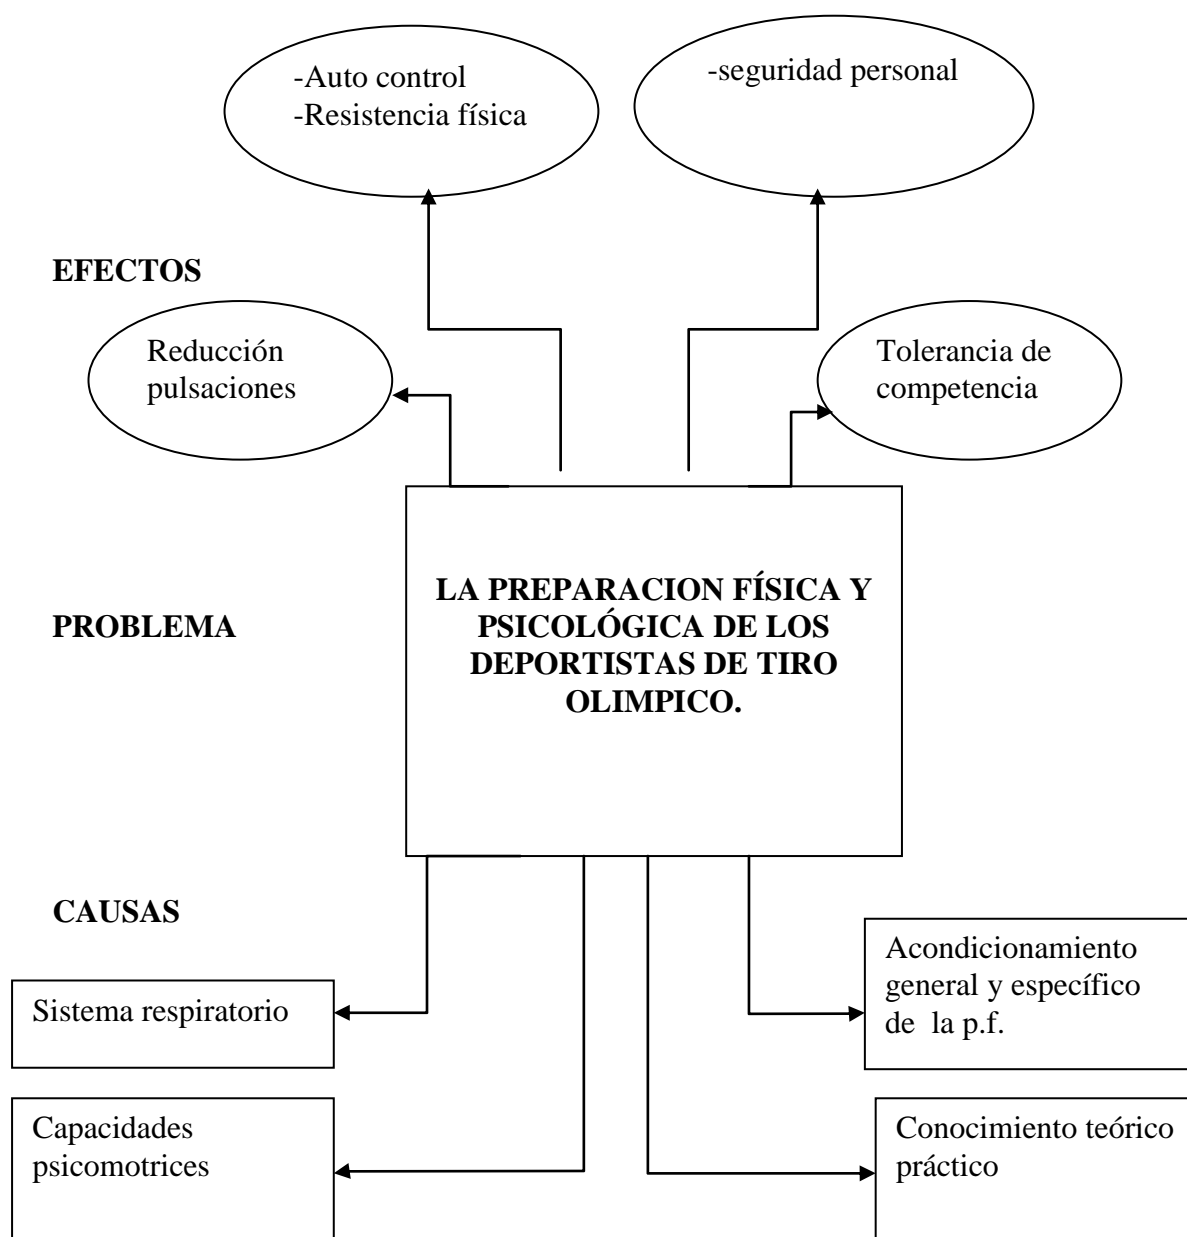 -Auto control
-Resistencia física
-seguridad personal
EFECTOS
Reducción
pulsaciones
Tolerancia de
competencia
PROBLEMA
LA PREPARACION FÍSICA Y
PSICOLÓGICA DE LOS
DEPORTISTAS DE TIRO
OLIMPICO.
CAUSAS
Sistema respiratorio
Acondicionamiento
general y específico
de la p.f.
Capacidades
psicomotrices
Conocimiento teórico
práctico